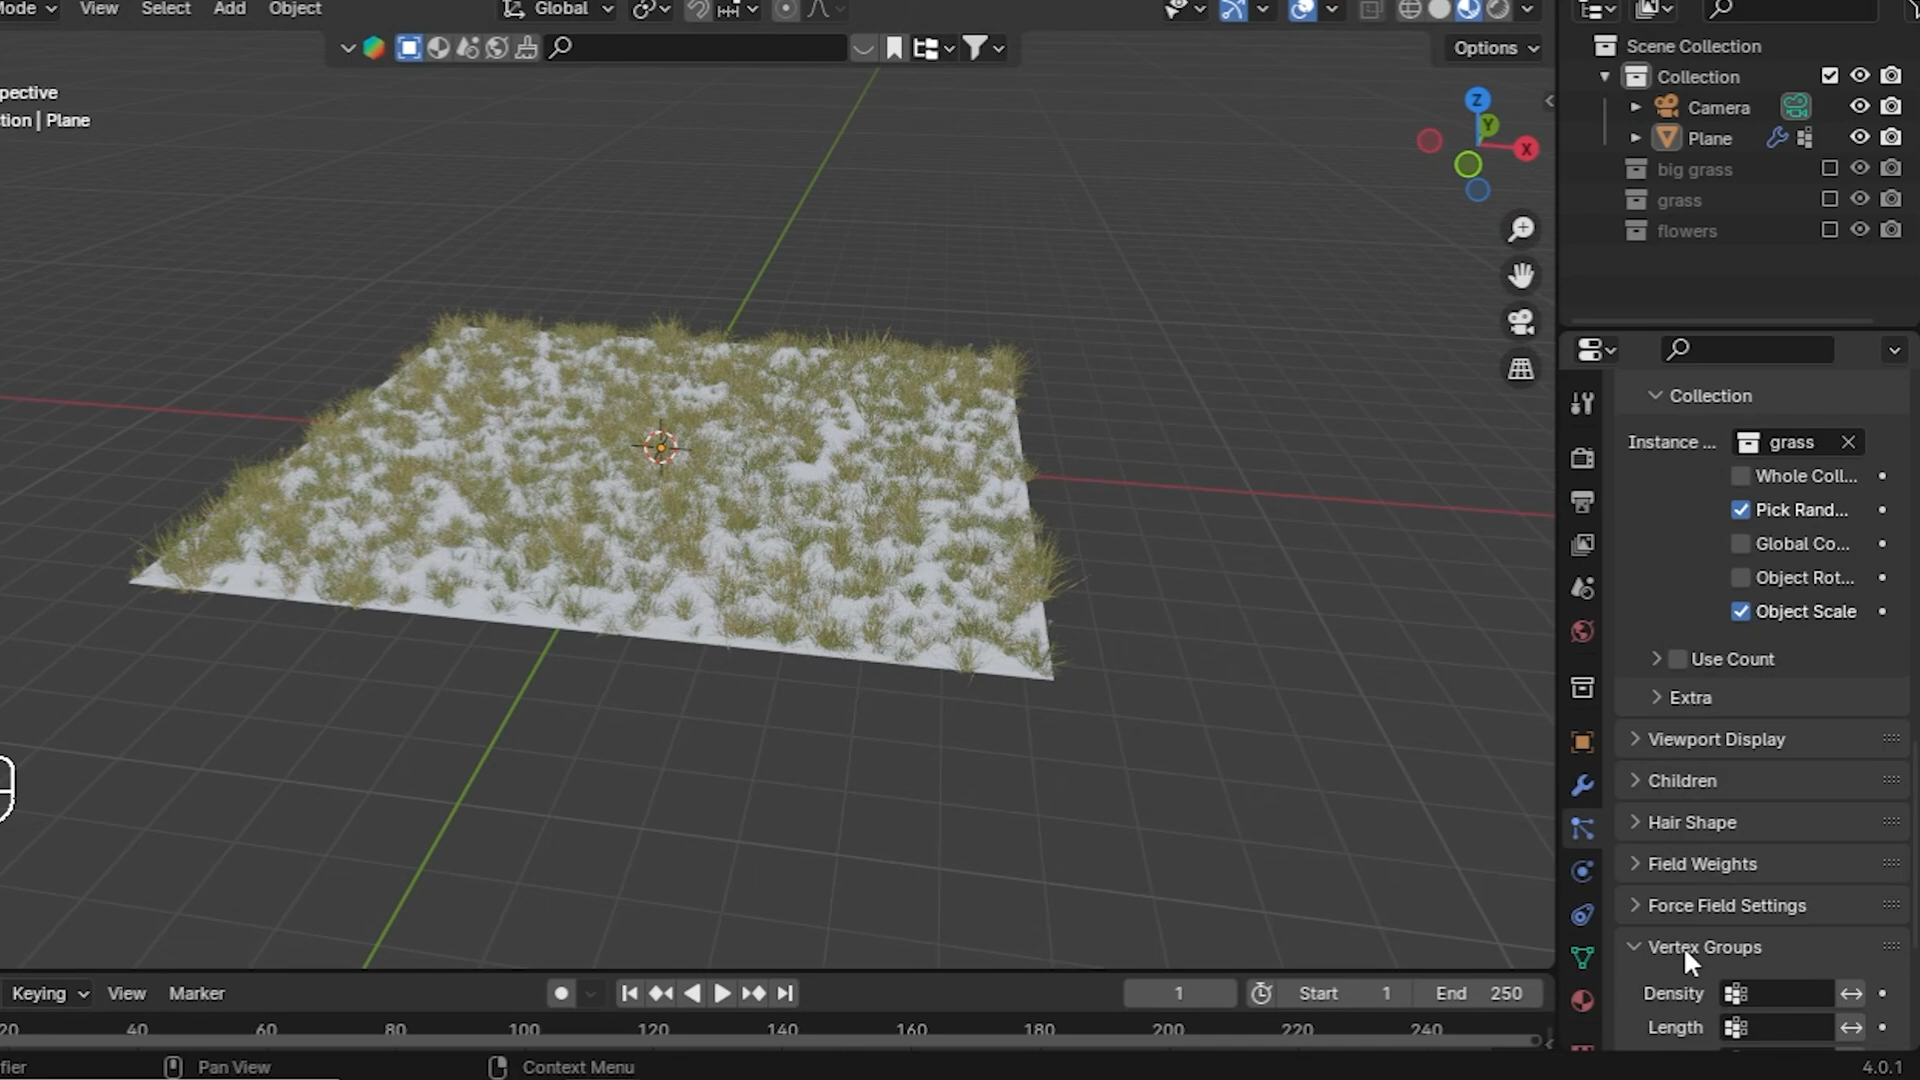 Mode View Select Add Object Global
Options
pective
tion | Plane
Z
Y
X
Scene Collection
Collection
Camera
Plane
big grass
grass
flowers
Collection
Instance ... grass
Whole Coll...
Pick Rand...
Global Co...
Object Rot...
Object Scale
Use Count
Extra
Viewport Display
Children
Hair Shape
Field Weights
Force Field Settings
Vertex Groups
Density
Length
Keying View Marker 1 Start 1 End 250
20 40 60 80 100 120 140 160 180 200 220 240
fier Pan View Context Menu 4.0.1